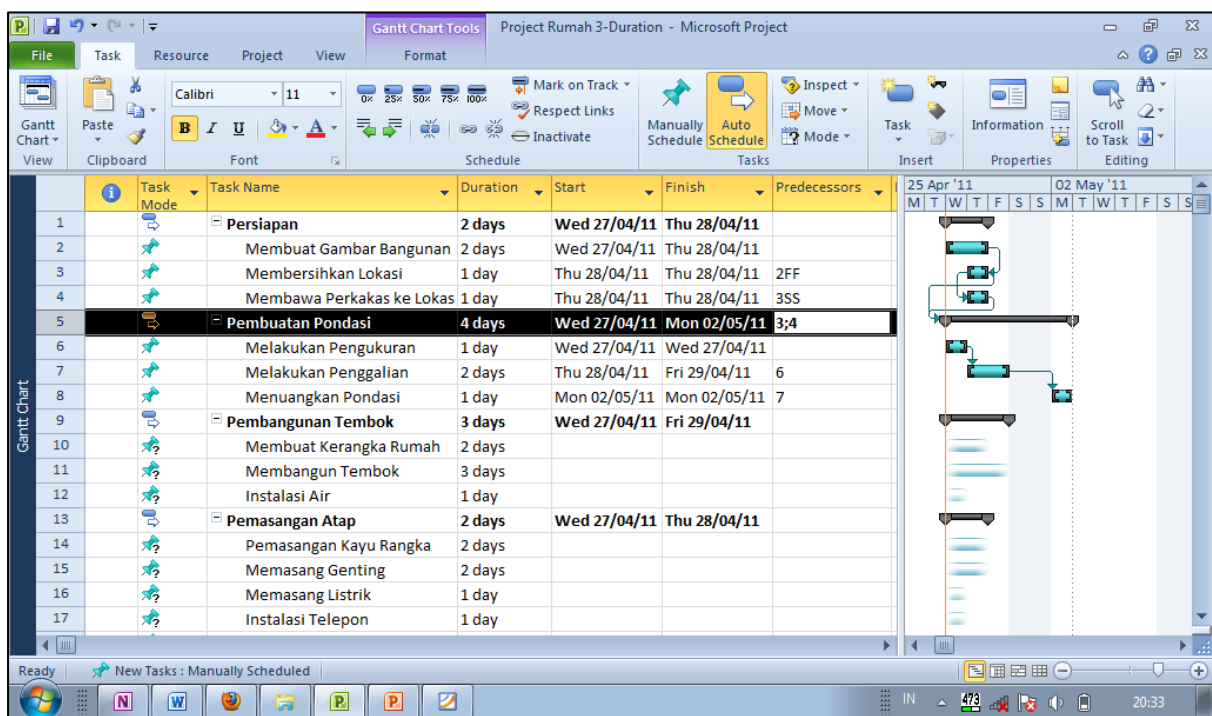 Gantt Chart Tools Project Rumah 3-Duration - Microsoft Project
File Task Resource Project View Format
Gantt Chart
View
Paste
Clipboard
Calibri 11
B I U A
Font
0% 25% 50% 75% 100%
Mark on Track
Respect Links
Inactivate
Schedule
Manually Schedule
Auto Schedule
Inspect
Move
Mode
Tasks
Task
Insert
Information
Properties
Scroll to Task
Editing
Task Mode Task Name Duration Start Finish Predecessors
25 Apr '11 02 May '11
M T W T F S S M T W T F S S
1 Persiapan 2 days Wed 27/04/11 Thu 28/04/11
2 Membuat Gambar Bangunan 2 days Wed 27/04/11 Thu 28/04/11
3 Membersihkan Lokasi 1 day Thu 28/04/11 Thu 28/04/11 2FF
4 Membawa Perkakas ke Lokas 1 day Thu 28/04/11 Thu 28/04/11 3SS
5 Pembuatan Pondasi 4 days Wed 27/04/11 Mon 02/05/11 3;4
6 Melakukan Pengukuran 1 day Wed 27/04/11 Wed 27/04/11
7 Melakukan Penggalian 2 days Thu 28/04/11 Fri 29/04/11 6
8 Menuangkan Pondasi 1 day Mon 02/05/11 Mon 02/05/11 7
9 Pembangunan Tembok 3 days Wed 27/04/11 Fri 29/04/11
10 Membuat Kerangka Rumah 2 days
11 Membangun Tembok 3 days
12 Instalasi Air 1 day
13 Pemasangan Atap 2 days Wed 27/04/11 Thu 28/04/11
14 Pemasangan Kayu Rangka 2 days
15 Memasang Genting 2 days
16 Memasang Listrik 1 day
17 Instalasi Telepon 1 day
Gantt Chart
Ready New Tasks : Manually Scheduled
IN 473 20:33